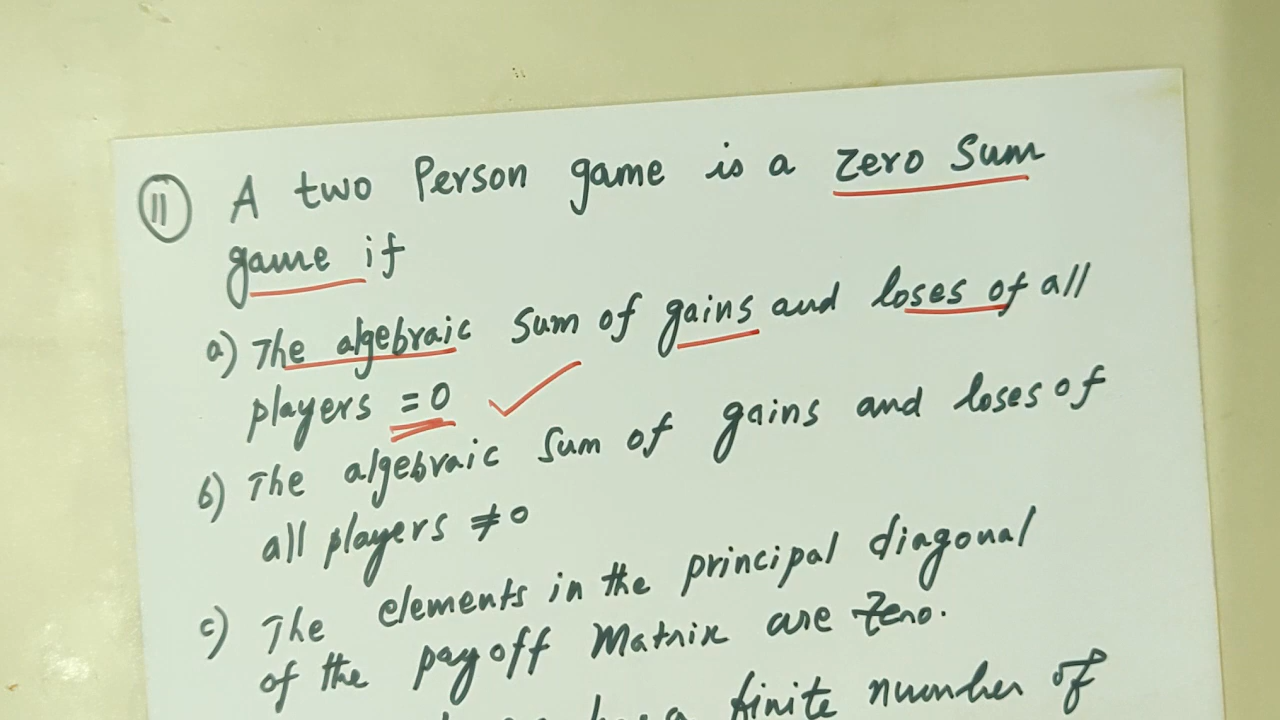 11 A two Person game is a zero Sum
game if
a) The algebraic sum of gains and loses of all
players = 0 ✓
b) The algebraic sum of gains and loses of
all players ≠ 0
c) The elements in the principal diagonal
of the payoff Matrix are Zero.
finite number of